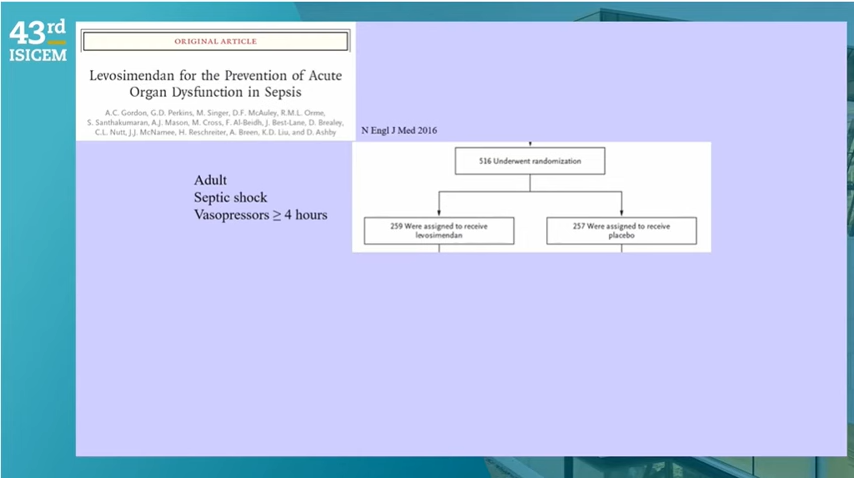 43rd
ISICEM
ORIGINAL ARTICLE
Levosimendan for the Prevention of Acute
Organ Dysfunction in Sepsis
A.C. Gordon, G.D. Perkins, M. Singer, D.F. McAuley, R.M.L. Orme,
S. Santhakumaran, A.J. Mason, M. Cross, F. Al-Beidh, J. Best-Lane, D. Brealey,
C.L. Nutt, J.J. McNamee, H. Reschreiter, A. Breen, K.D. Liu, and D. Ashby
N Engl J Med 2016
516 Underwent randomization
Adult
Septic shock
Vasopressors ≥ 4 hours
259 Were assigned to receive
levosimendan
257 Were assigned to receive
placebo